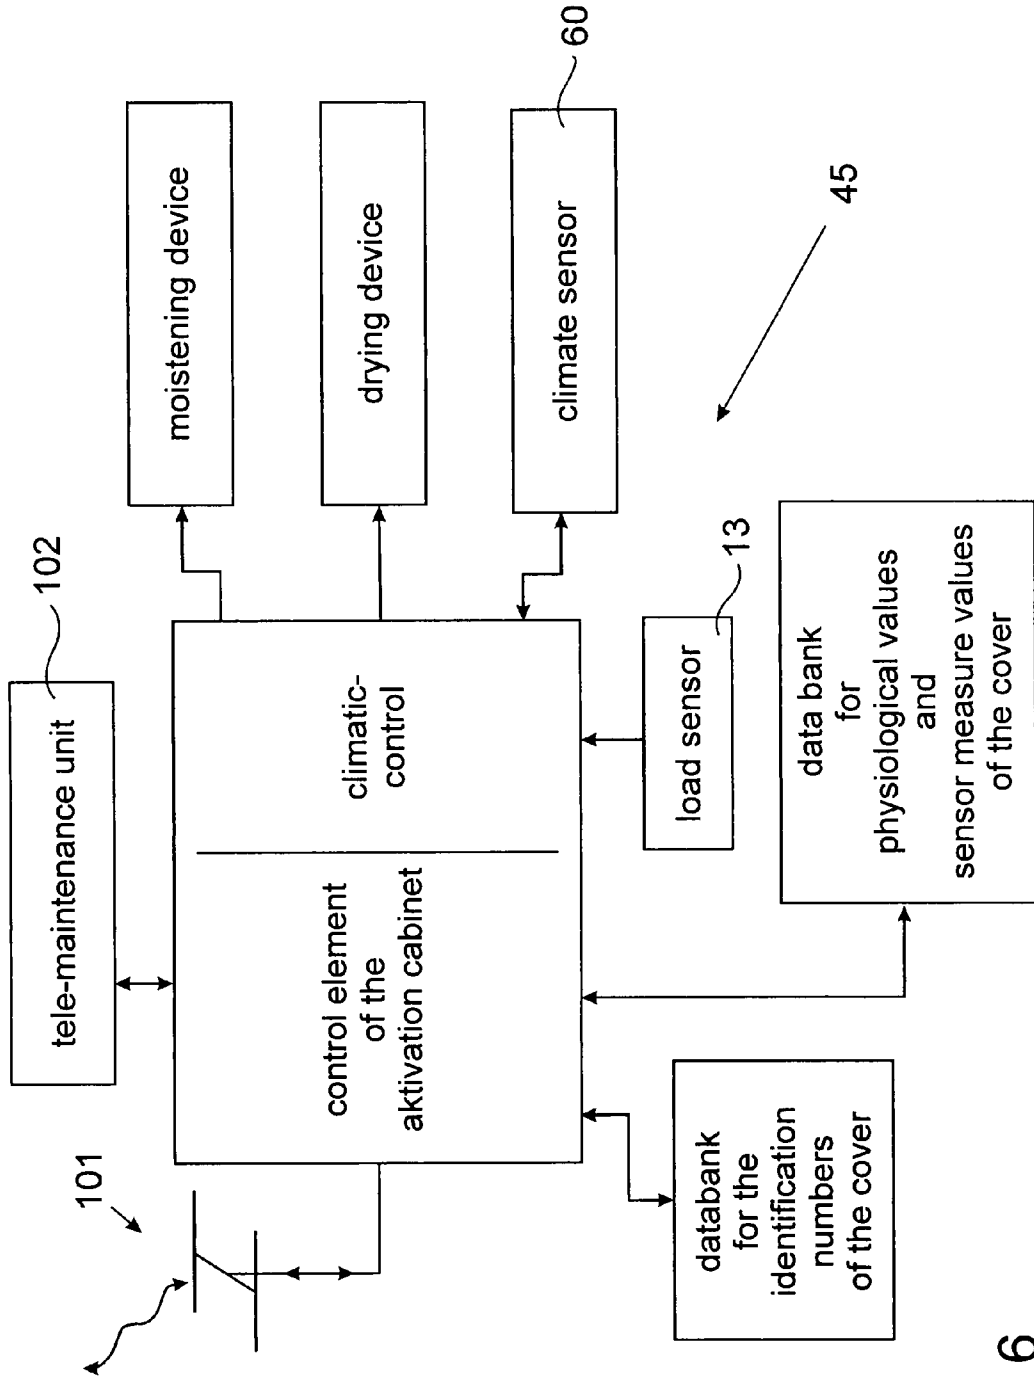 101
tele-maintenance unit
102
control element
of the
aktivation cabinet
climatic-
control
moistening device
drying device
climate sensor
60
load sensor
13
45
databank
for the
identification
numbers
of the cover
data bank
for
physiological values
and
sensor measure values
of the cover
6